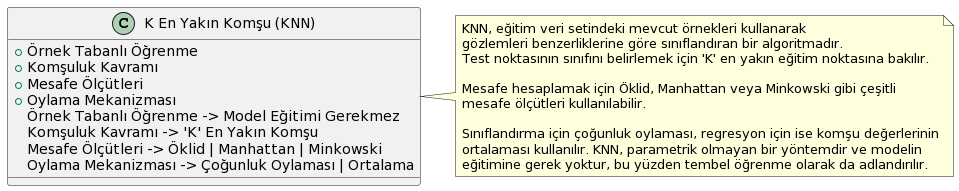 C K En Yakın Komşu (KNN)
Örnek Tabanlı Öğrenme
Komşuluk Kavramı
Mesafe Ölçütleri
Oylama Mekanizması
Örnek Tabanlı Öğrenme -> Model Eğitimi Gerekmez
Komşuluk Kavramı -> 'K' En Yakın Komşu
Mesafe Ölçütleri -> Öklid | Manhattan | Minkowski
Oylama Mekanizması -> Çoğunluk Oylaması | Ortalama
KNN, eğitim veri setindeki mevcut örnekleri kullanarak
gözlemleri benzerliklerine göre sınıflandıran bir algoritmadır.
Test noktasının sınıfını belirlemek için 'K' en yakın eğitim noktasına bakılır.
Mesafe hesaplamak için Öklid, Manhattan veya Minkowski gibi çeşitli
mesafe ölçütleri kullanılabilir.
Sınıflandırma için çoğunluk oylaması, regresyon için ise komşu değerlerinin
ortalaması kullanılır. KNN, parametrik olmayan bir yöntemdir ve modelin
eğitimine gerek yoktur, bu yüzden tembel öğrenme olarak da adlandırılır.